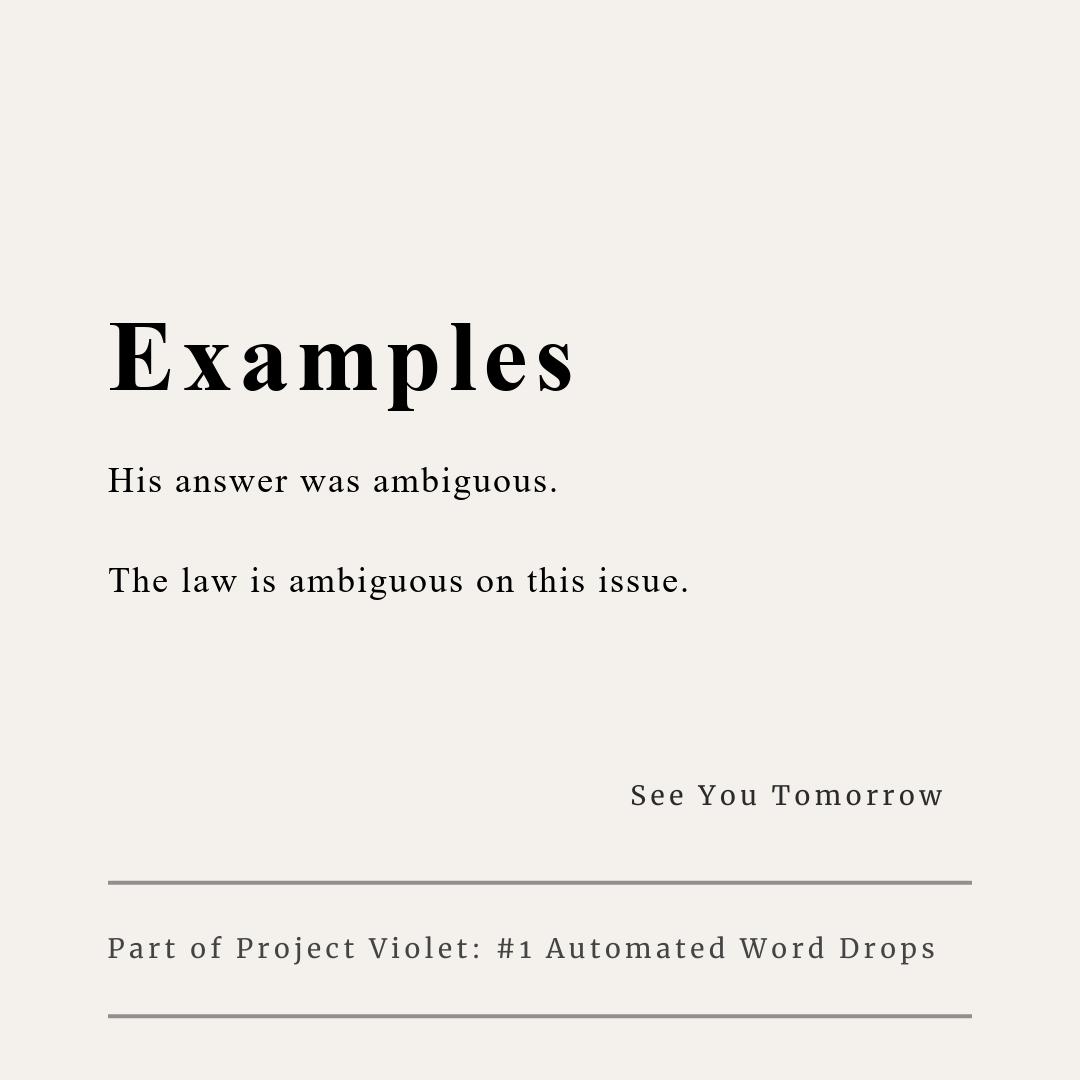 Examples
His answer was ambiguous.
The law is ambiguous on this issue.
See You Tomorrow
Part of Project Violet: #1 Automated Word Drops